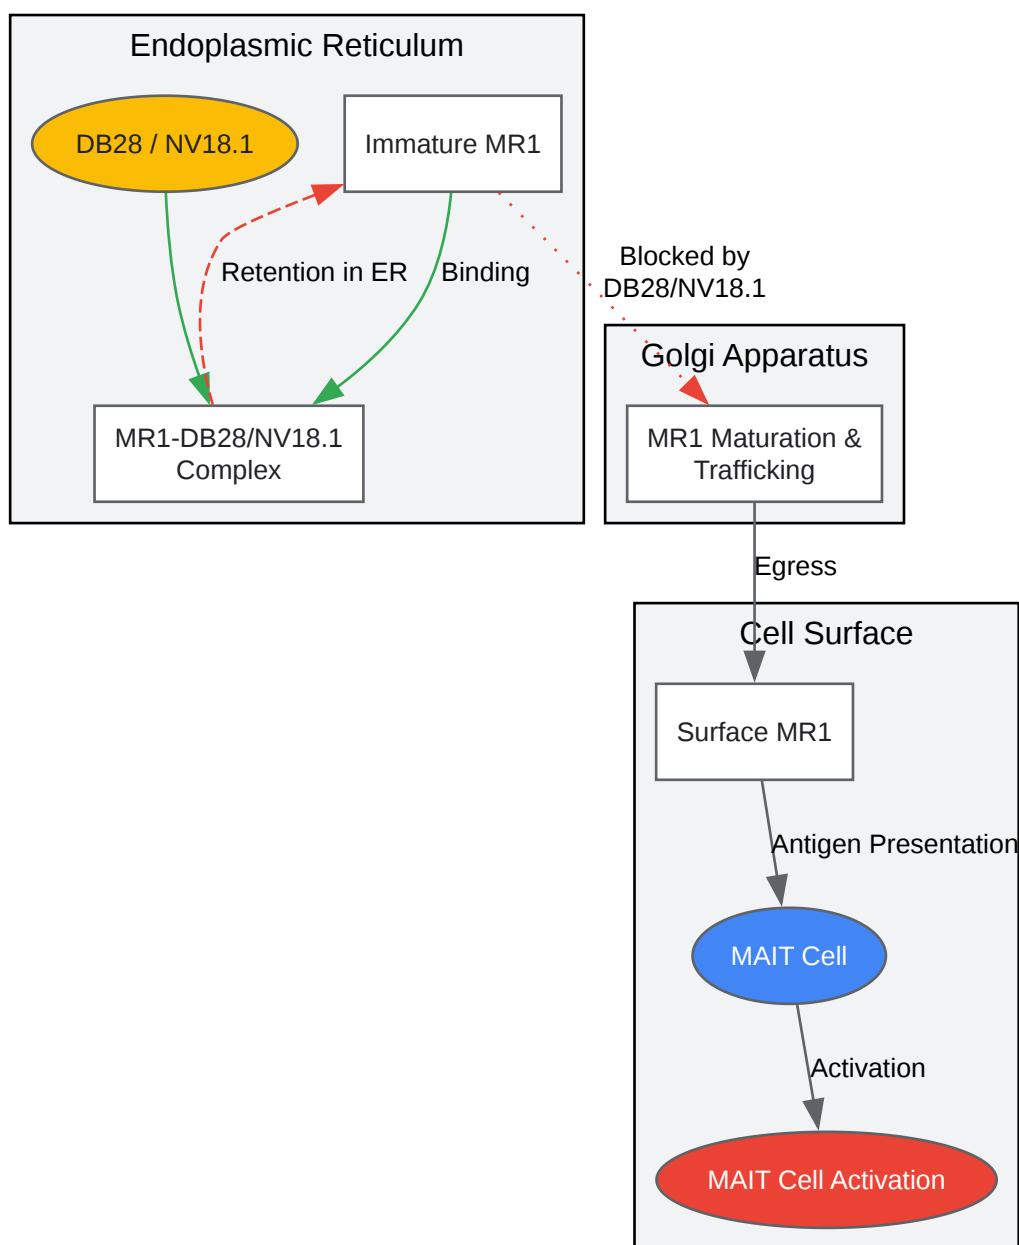 Endoplasmic Reticulum
DB28 / NV18.1
Immature MR1
Retention in ER
Binding
Blocked by
DB28/NV18.1
MR1-DB28/NV18.1
Complex
Golgi Apparatus
MR1 Maturation &
Trafficking
Egress
Cell Surface
Surface MR1
Antigen Presentation
MAIT Cell
Activation
MAIT Cell Activation